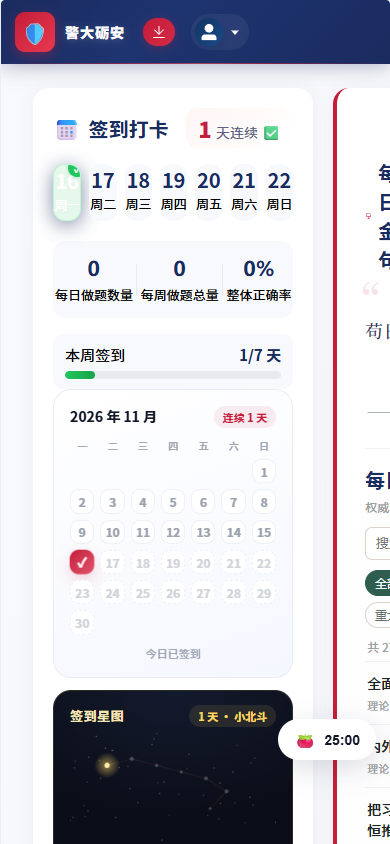 警大砺安
签到打卡
1 天连续
16 17 18 19 20 21 22
周一 周二 周三 周四 周五 周六 周日
0 0 0%
每日做题数量 每周做题总量 整体正确率
本周签到 1/7 天
2026 年 11 月 连续 1 天
一 二 三 四 五 六 日
1
2 3 4 5 6 7 8
9 10 11 12 13 14 15
17 18 19 20 21 22
23 24 25 26 27 28 29
30
今日已签到
签到星图 1 天 · 小北斗
25:00
每
日
金
句
“
荀日
每日
权威
搜
全部
重大
共 2
全面
理论
内外
理论
把习
恒推